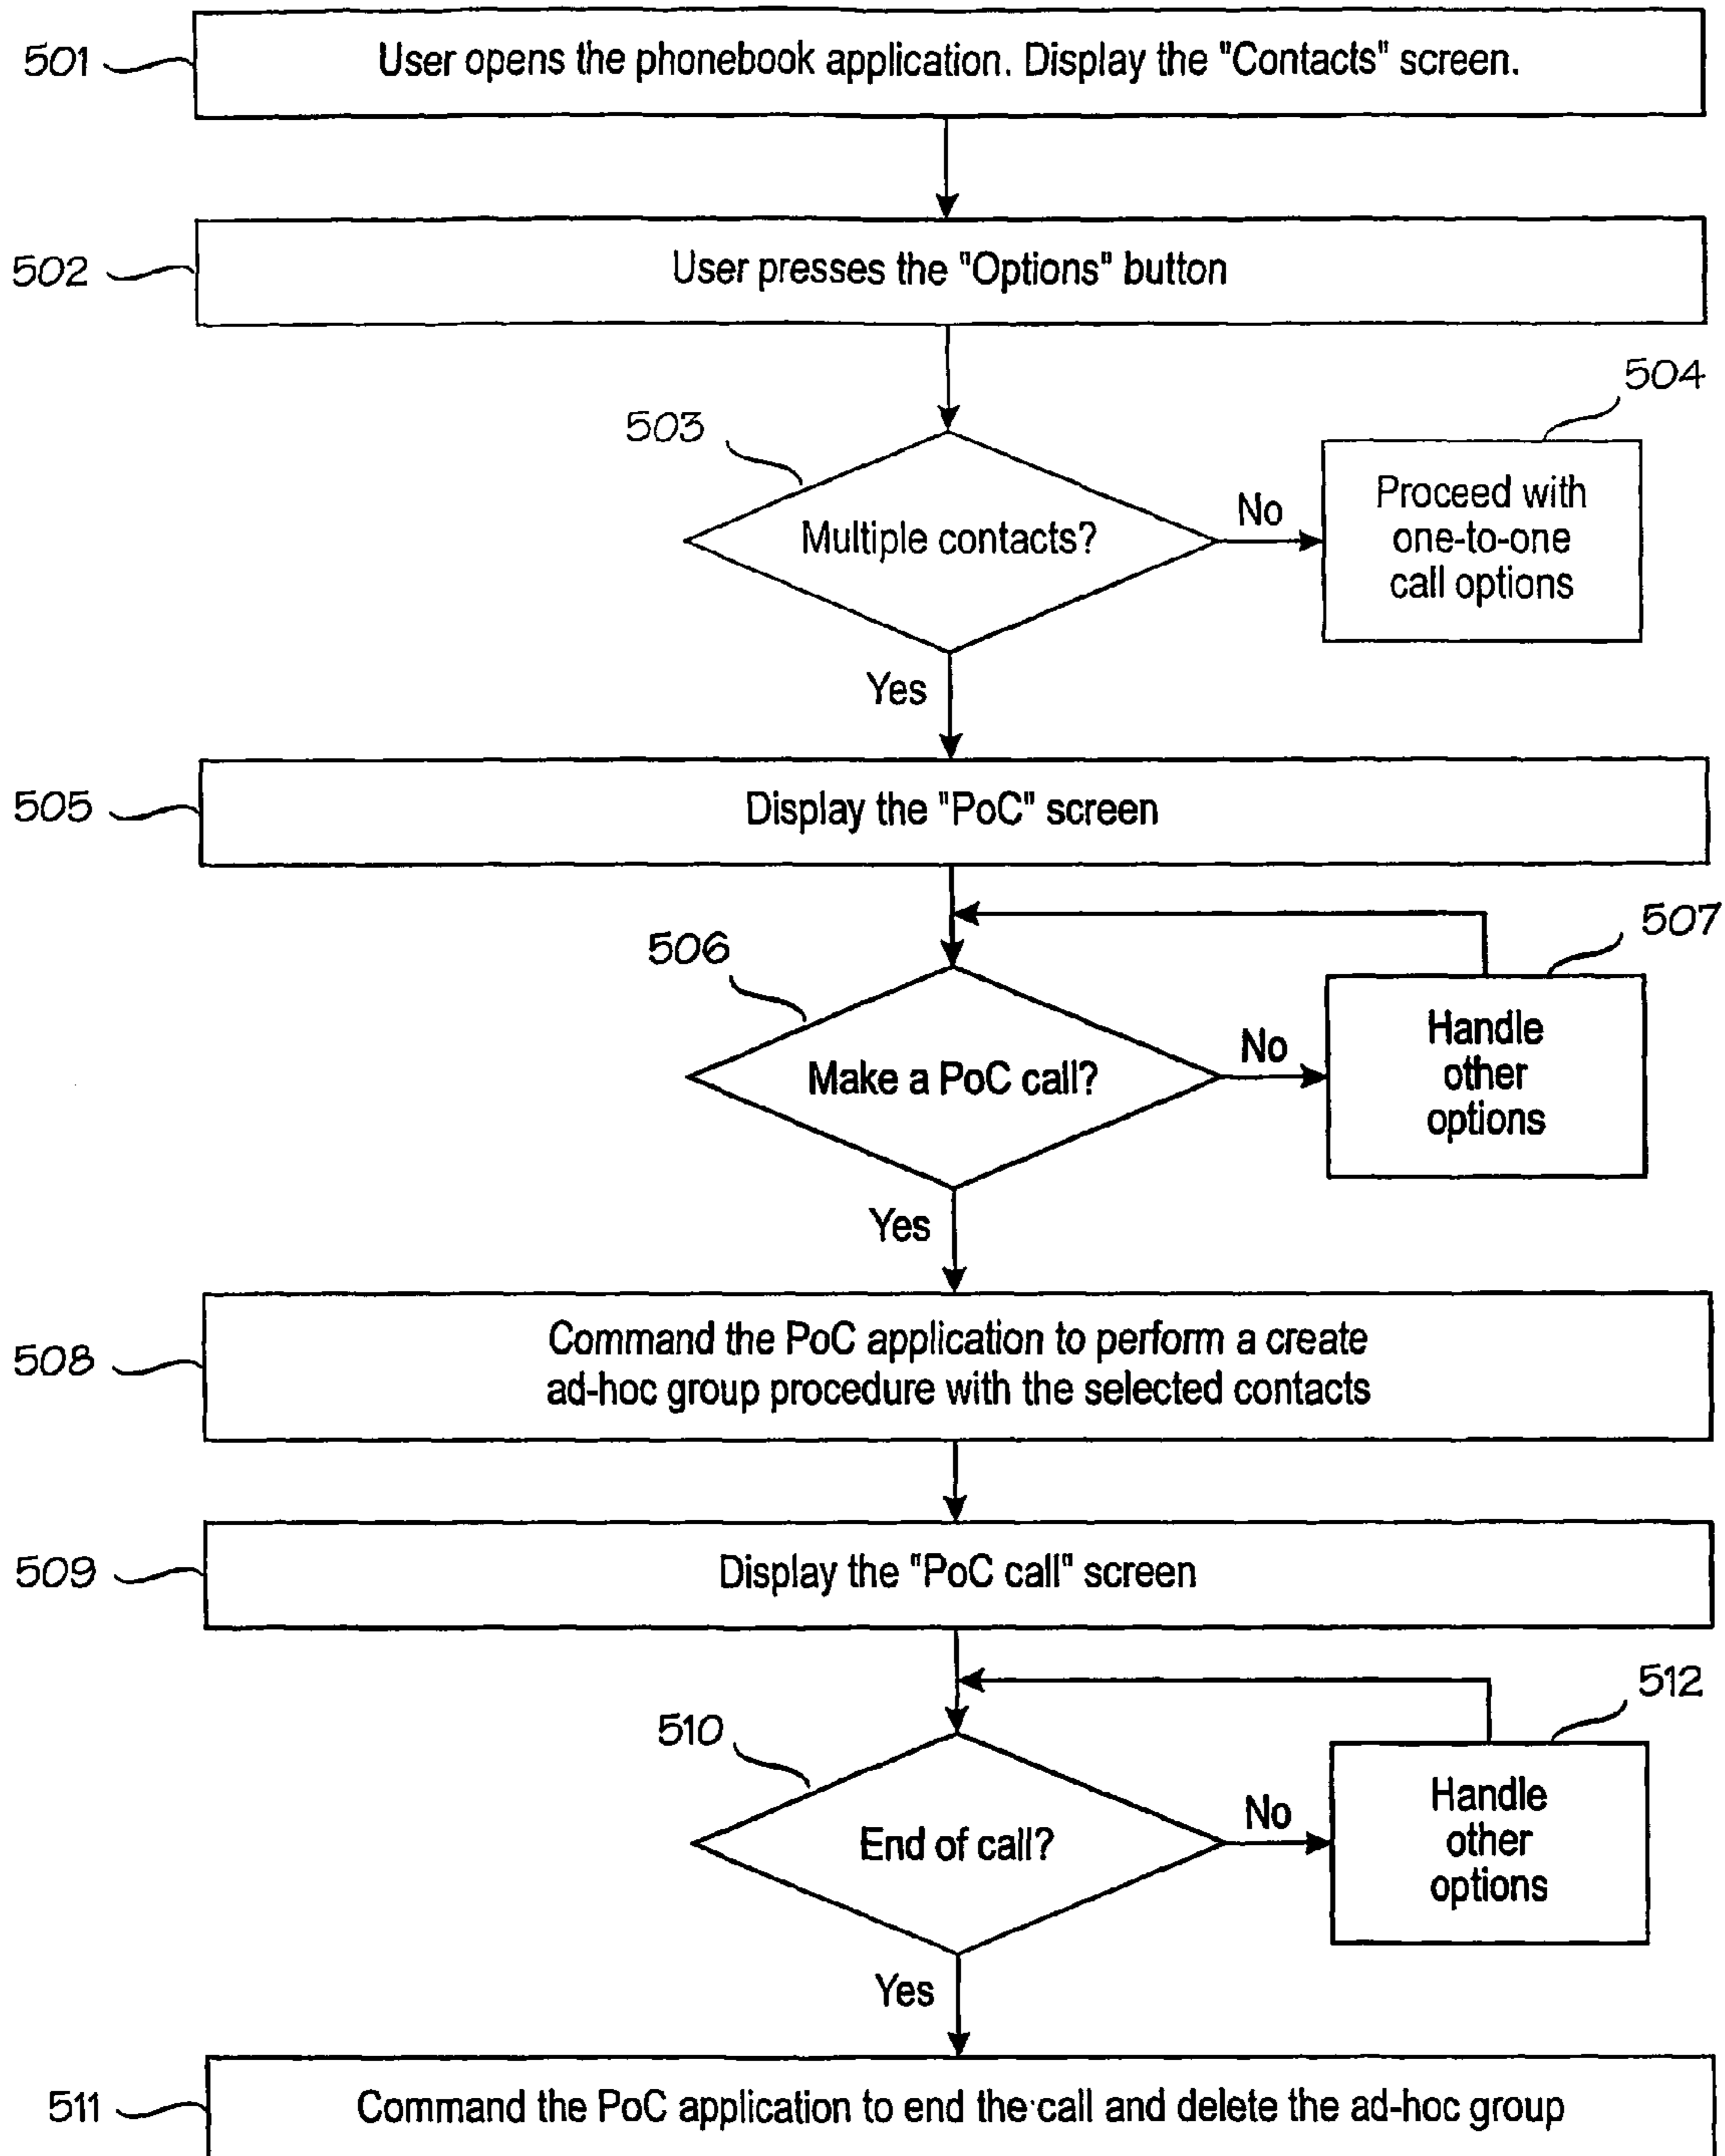 501
User opens the phonebook application. Display the "Contacts" screen.
502
User presses the "Options" button
503
Multiple contacts?
No
504
Proceed with
one-to-one
call options
Yes
505
Display the "PoC" screen
506
Make a PoC call?
No
507
Handle
other
options
Yes
508
Command the PoC application to perform a create
ad-hoc group procedure with the selected contacts
509
Display the "PoC call" screen
510
End of call?
No
512
Handle
other
options
Yes
511
Command the PoC application to end the call and delete the ad-hoc group